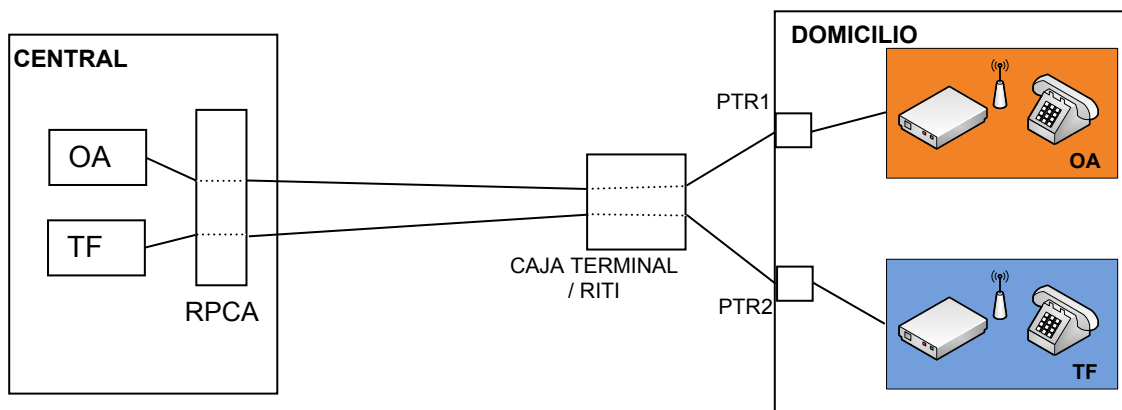 CENTRAL
OA
TF
RPCA
CAJA TERMINAL
/ RITI
DOMICILIO
PTR1
OA
PTR2
TF